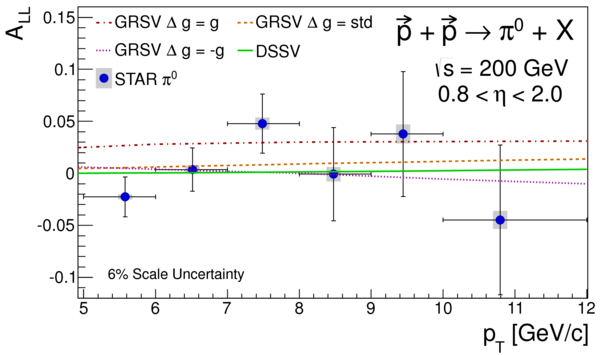 A_LL
GRSV Δ g = g
GRSV Δ g = std
GRSV Δ g = -g
DSSV
STAR π⁰
p⃗ + p⃗ → π⁰ + X
√s = 200 GeV
0.8 < η < 2.0
0.15
0.1
0.05
0
-0.05
-0.1
6% Scale Uncertainty
5 6 7 8 9 10 11 12
p_T [GeV/c]